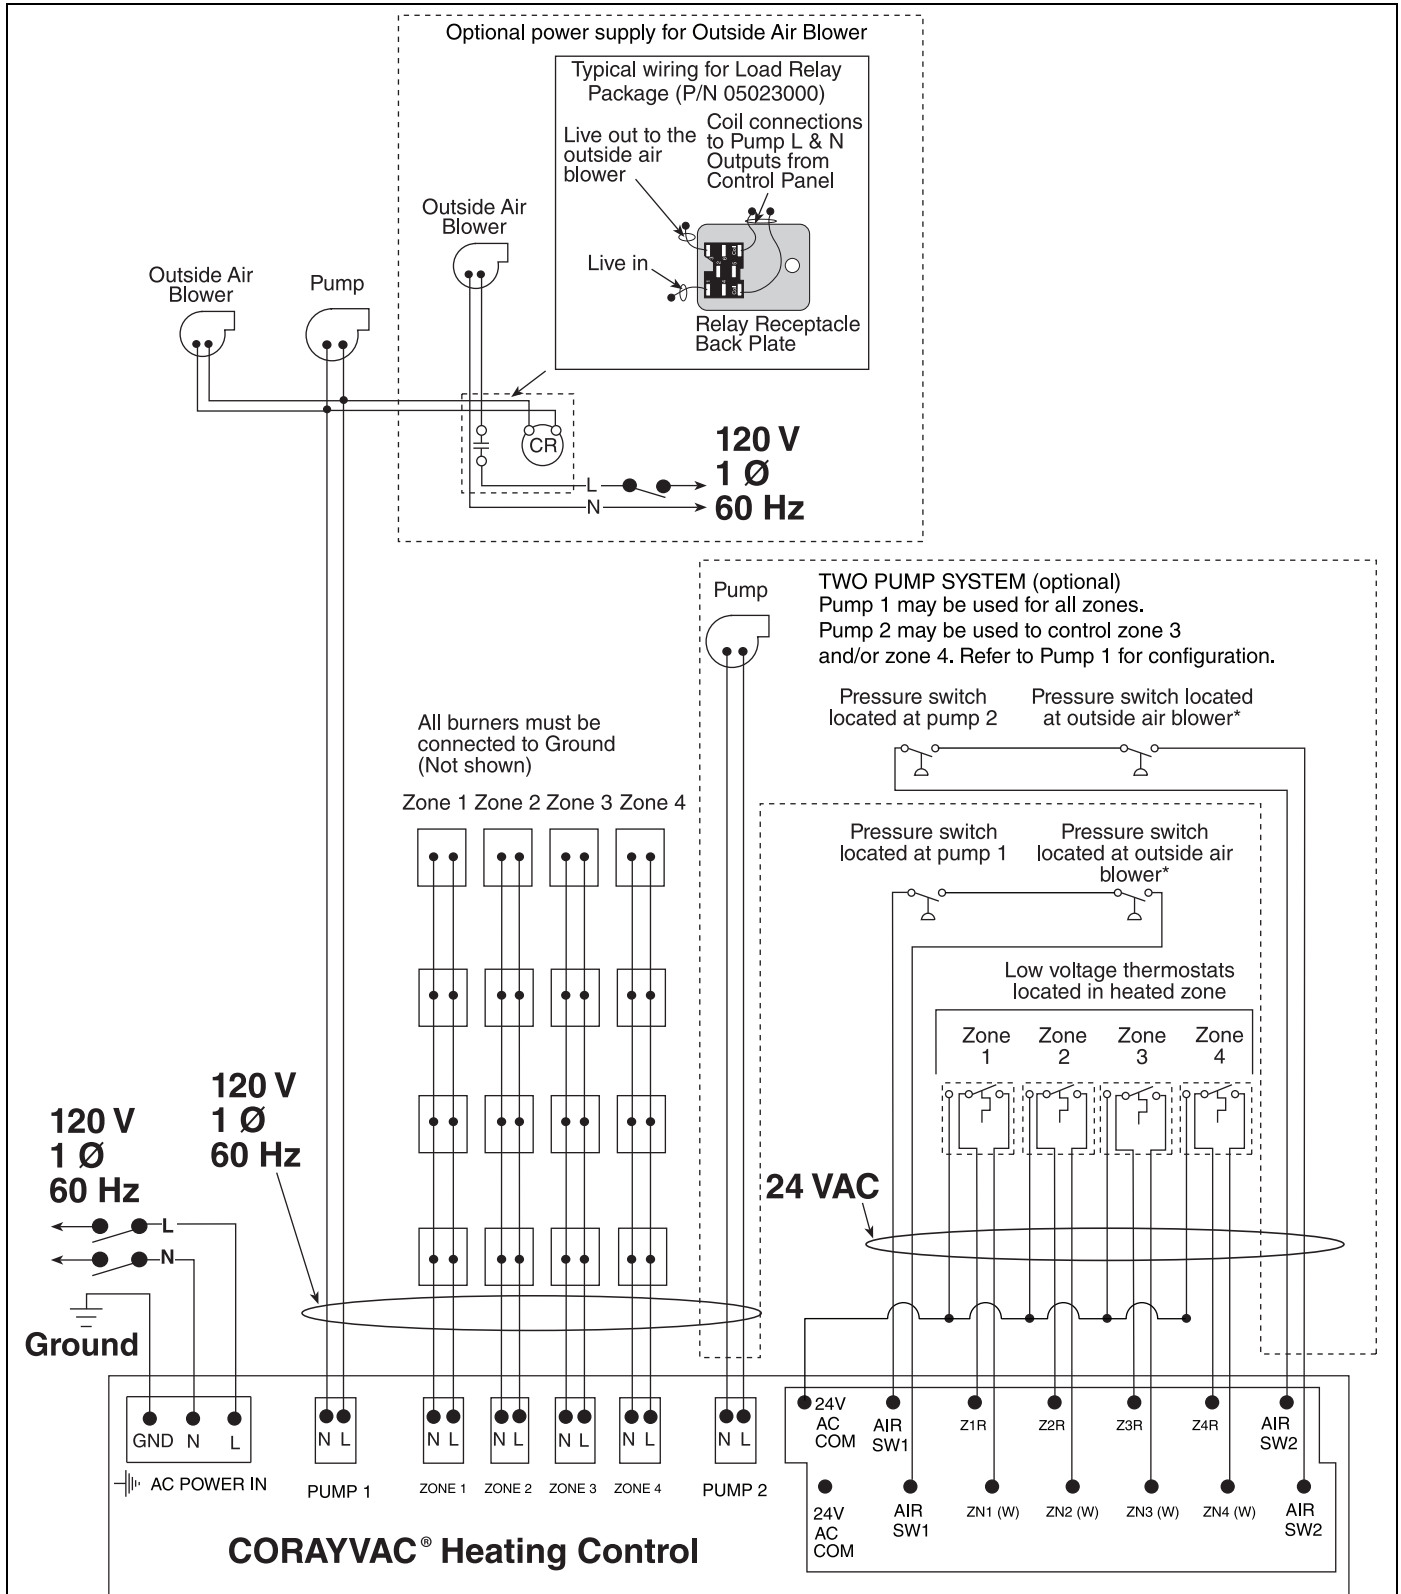 Optional power supply for Outside Air Blower
Typical wiring for Load Relay
Package (P/N 05023000)
Live out to the
outside air
blower
Coil connections
to Pump L & N
Outputs from
Control Panel
Live in
Relay Receptacle
Back Plate
Outside Air
Blower
Outside Air
Blower
Pump
CR
L
N
120 V
1 Ø
60 Hz
Pump
TWO PUMP SYSTEM (optional)
Pump 1 may be used for all zones.
Pump 2 may be used to control zone 3
and/or zone 4. Refer to Pump 1 for configuration.
Pressure switch
located at pump 2
Pressure switch located
at outside air blower*
All burners must be
connected to Ground
(Not shown)
Zone 1 Zone 2 Zone 3 Zone 4
Pressure switch
located at pump 1
Pressure switch
located at outside air
blower*
Low voltage thermostats
located in heated zone
Zone
1
Zone
2
Zone
3
Zone
4
120 V
1 Ø
60 Hz
120 V
1 Ø
60 Hz
L
N
Ground
24 VAC
GND N L
AC POWER IN
N L
PUMP 1
N L
ZONE 1
N L
ZONE 2
N L
ZONE 3
N L
ZONE 4
N L
PUMP 2
24V
AC
COM
AIR
SW1
Z1R
Z2R
Z3R
Z4R
AIR
SW2
24V
AC
COM
AIR
SW1
ZN1 (W)
ZN2 (W)
ZN3 (W)
ZN4 (W)
AIR
SW2
CORAYVAC® Heating Control